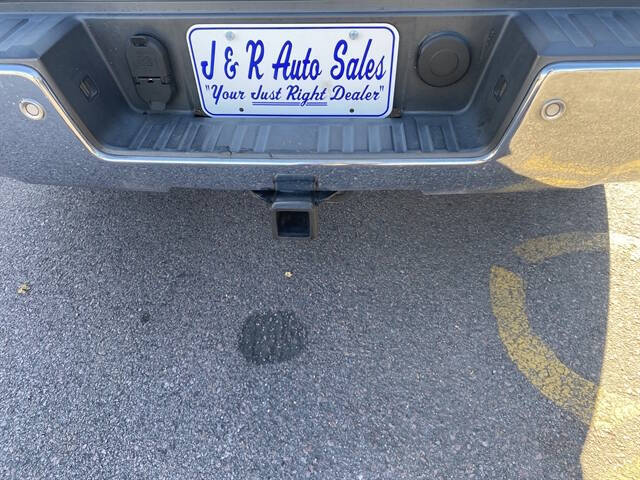 J & R Auto Sales
"Your Just Right Dealer"